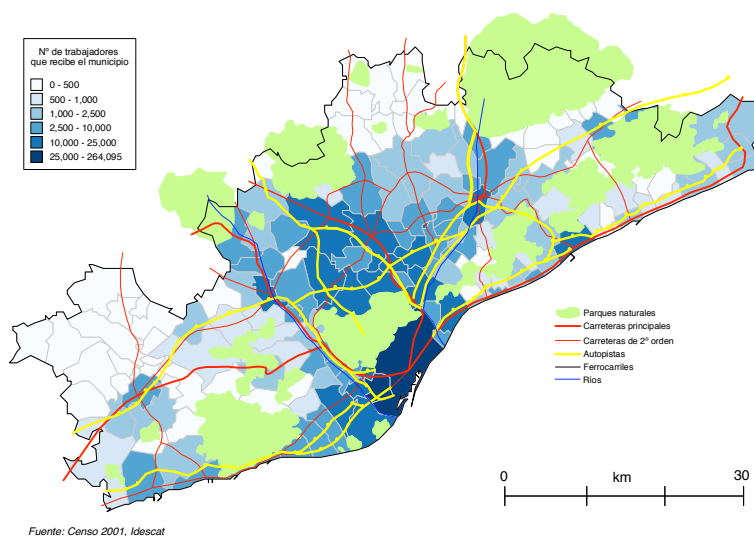 Nº de trabajadores
que recibe el municipio
0 - 500
500 - 1,000
1,000 - 2,500
2,500 - 10,000
10,000 - 25,000
25,000 - 264,095
Parques naturales
Carreteras principales
Carreteras de 2º orden
Autopistas
Ferrocarriles
Ríos
0 km 30
Fuente: Censo 2001, Idescat